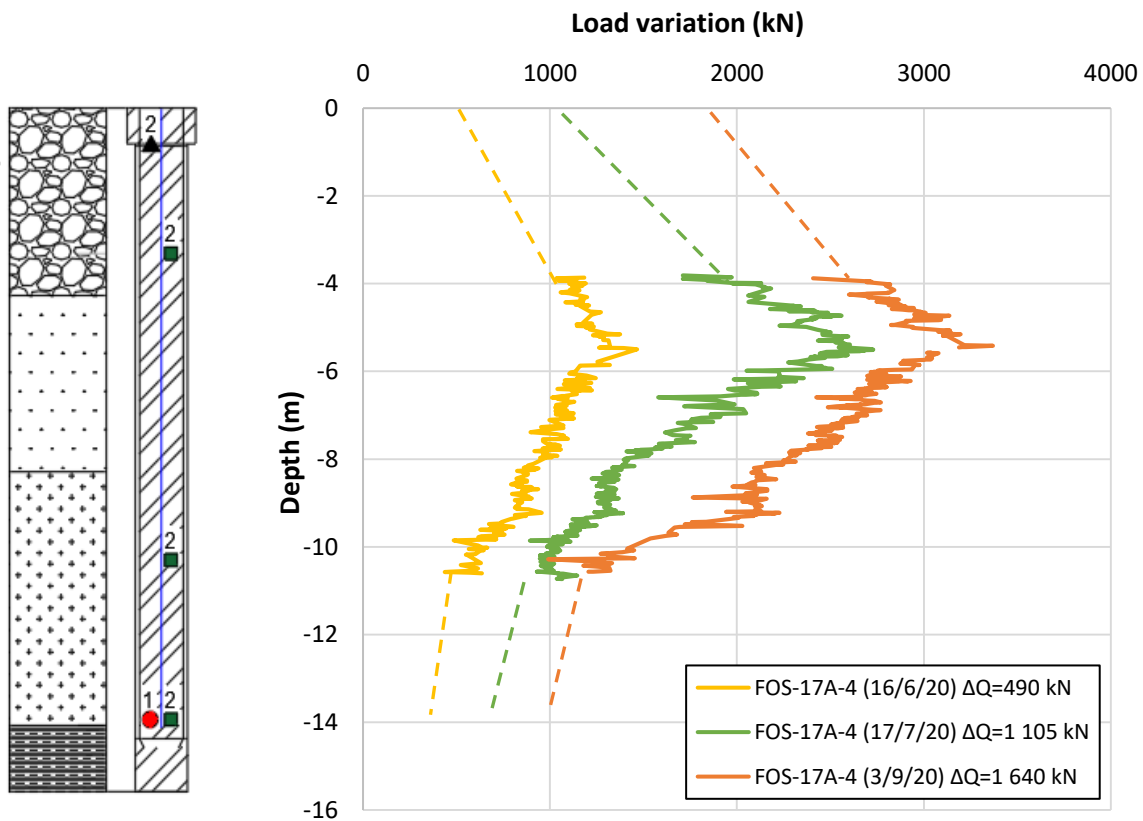 Load variation (kN)
0 1000 2000 3000 4000
0
-2
-4
-6
-8
-10
-12
-14
-16
Depth (m)
2
2
2
1 2
FOS-17A-4 (16/6/20) ΔQ=490 kN
FOS-17A-4 (17/7/20) ΔQ=1 105 kN
FOS-17A-4 (3/9/20) ΔQ=1 640 kN